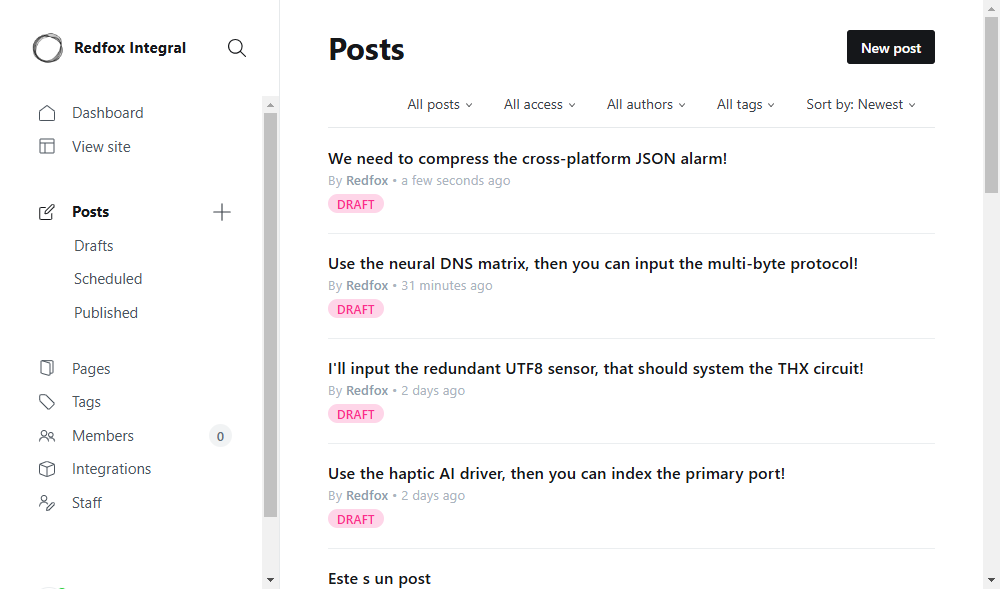 Redfox Integral
Dashboard
View site
Posts
Drafts
Scheduled
Published
Pages
Tags
Members 0
Integrations
Staff
Posts
New post
All posts All access All authors All tags Sort by: Newest
We need to compress the cross-platform JSON alarm!
By Redfox • a few seconds ago
DRAFT
Use the neural DNS matrix, then you can input the multi-byte protocol!
By Redfox • 31 minutes ago
DRAFT
I'll input the redundant UTF8 sensor, that should system the THX circuit!
By Redfox • 2 days ago
DRAFT
Use the haptic AI driver, then you can index the primary port!
By Redfox • 2 days ago
DRAFT
Este s un post